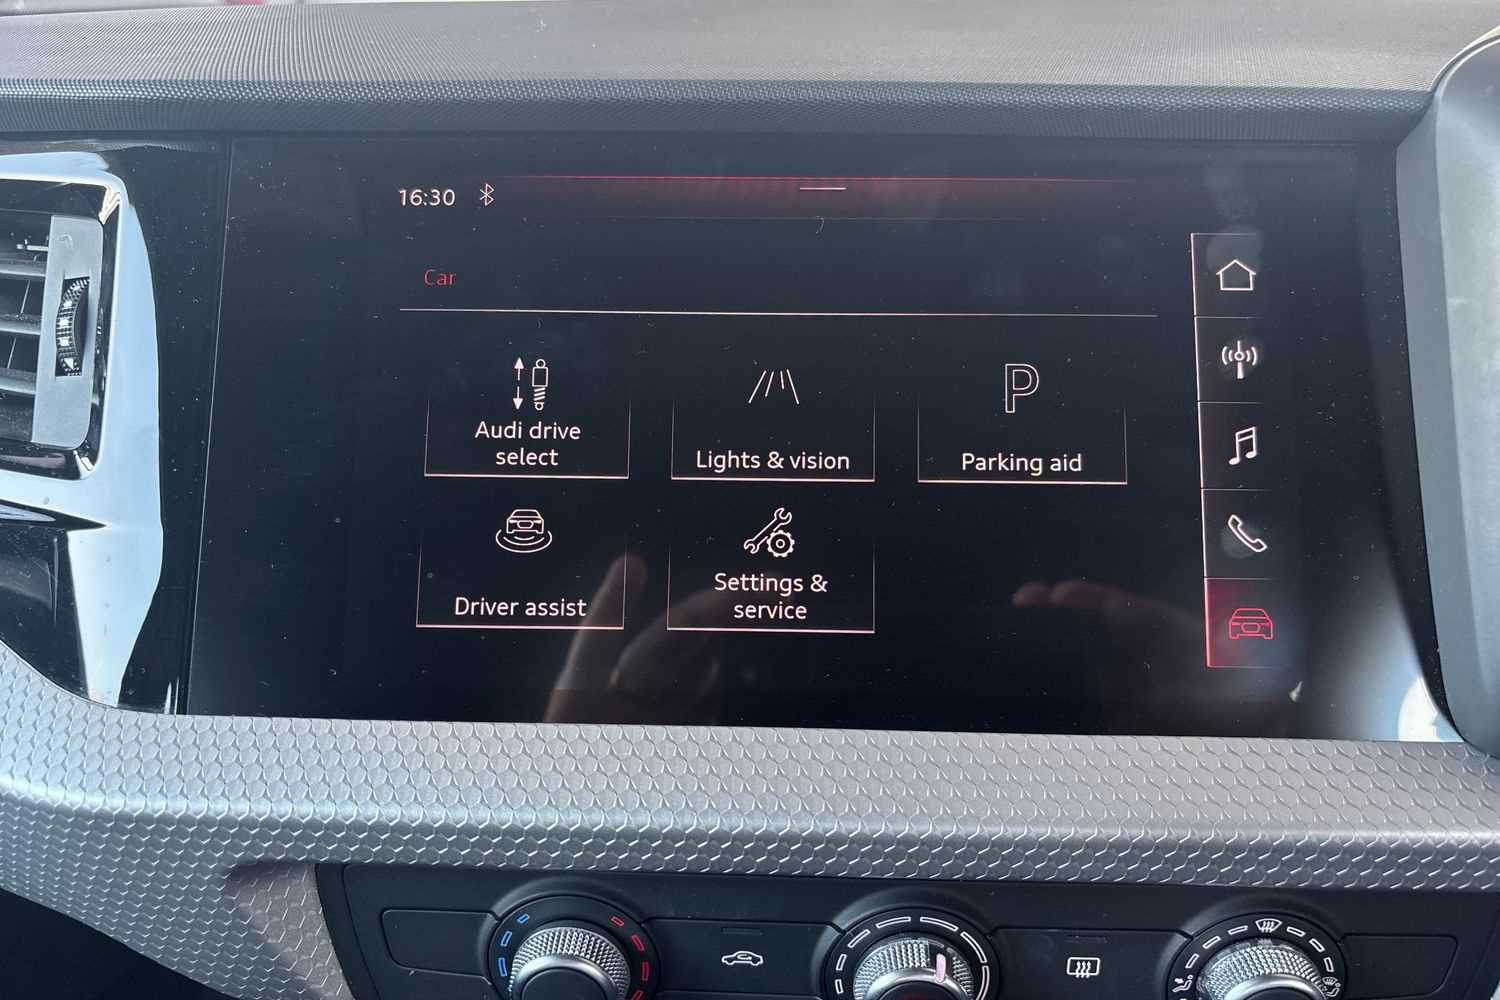 16:30
Car
Audi drive
select
Lights & vision
P
Parking aid
Driver assist
Settings &
service